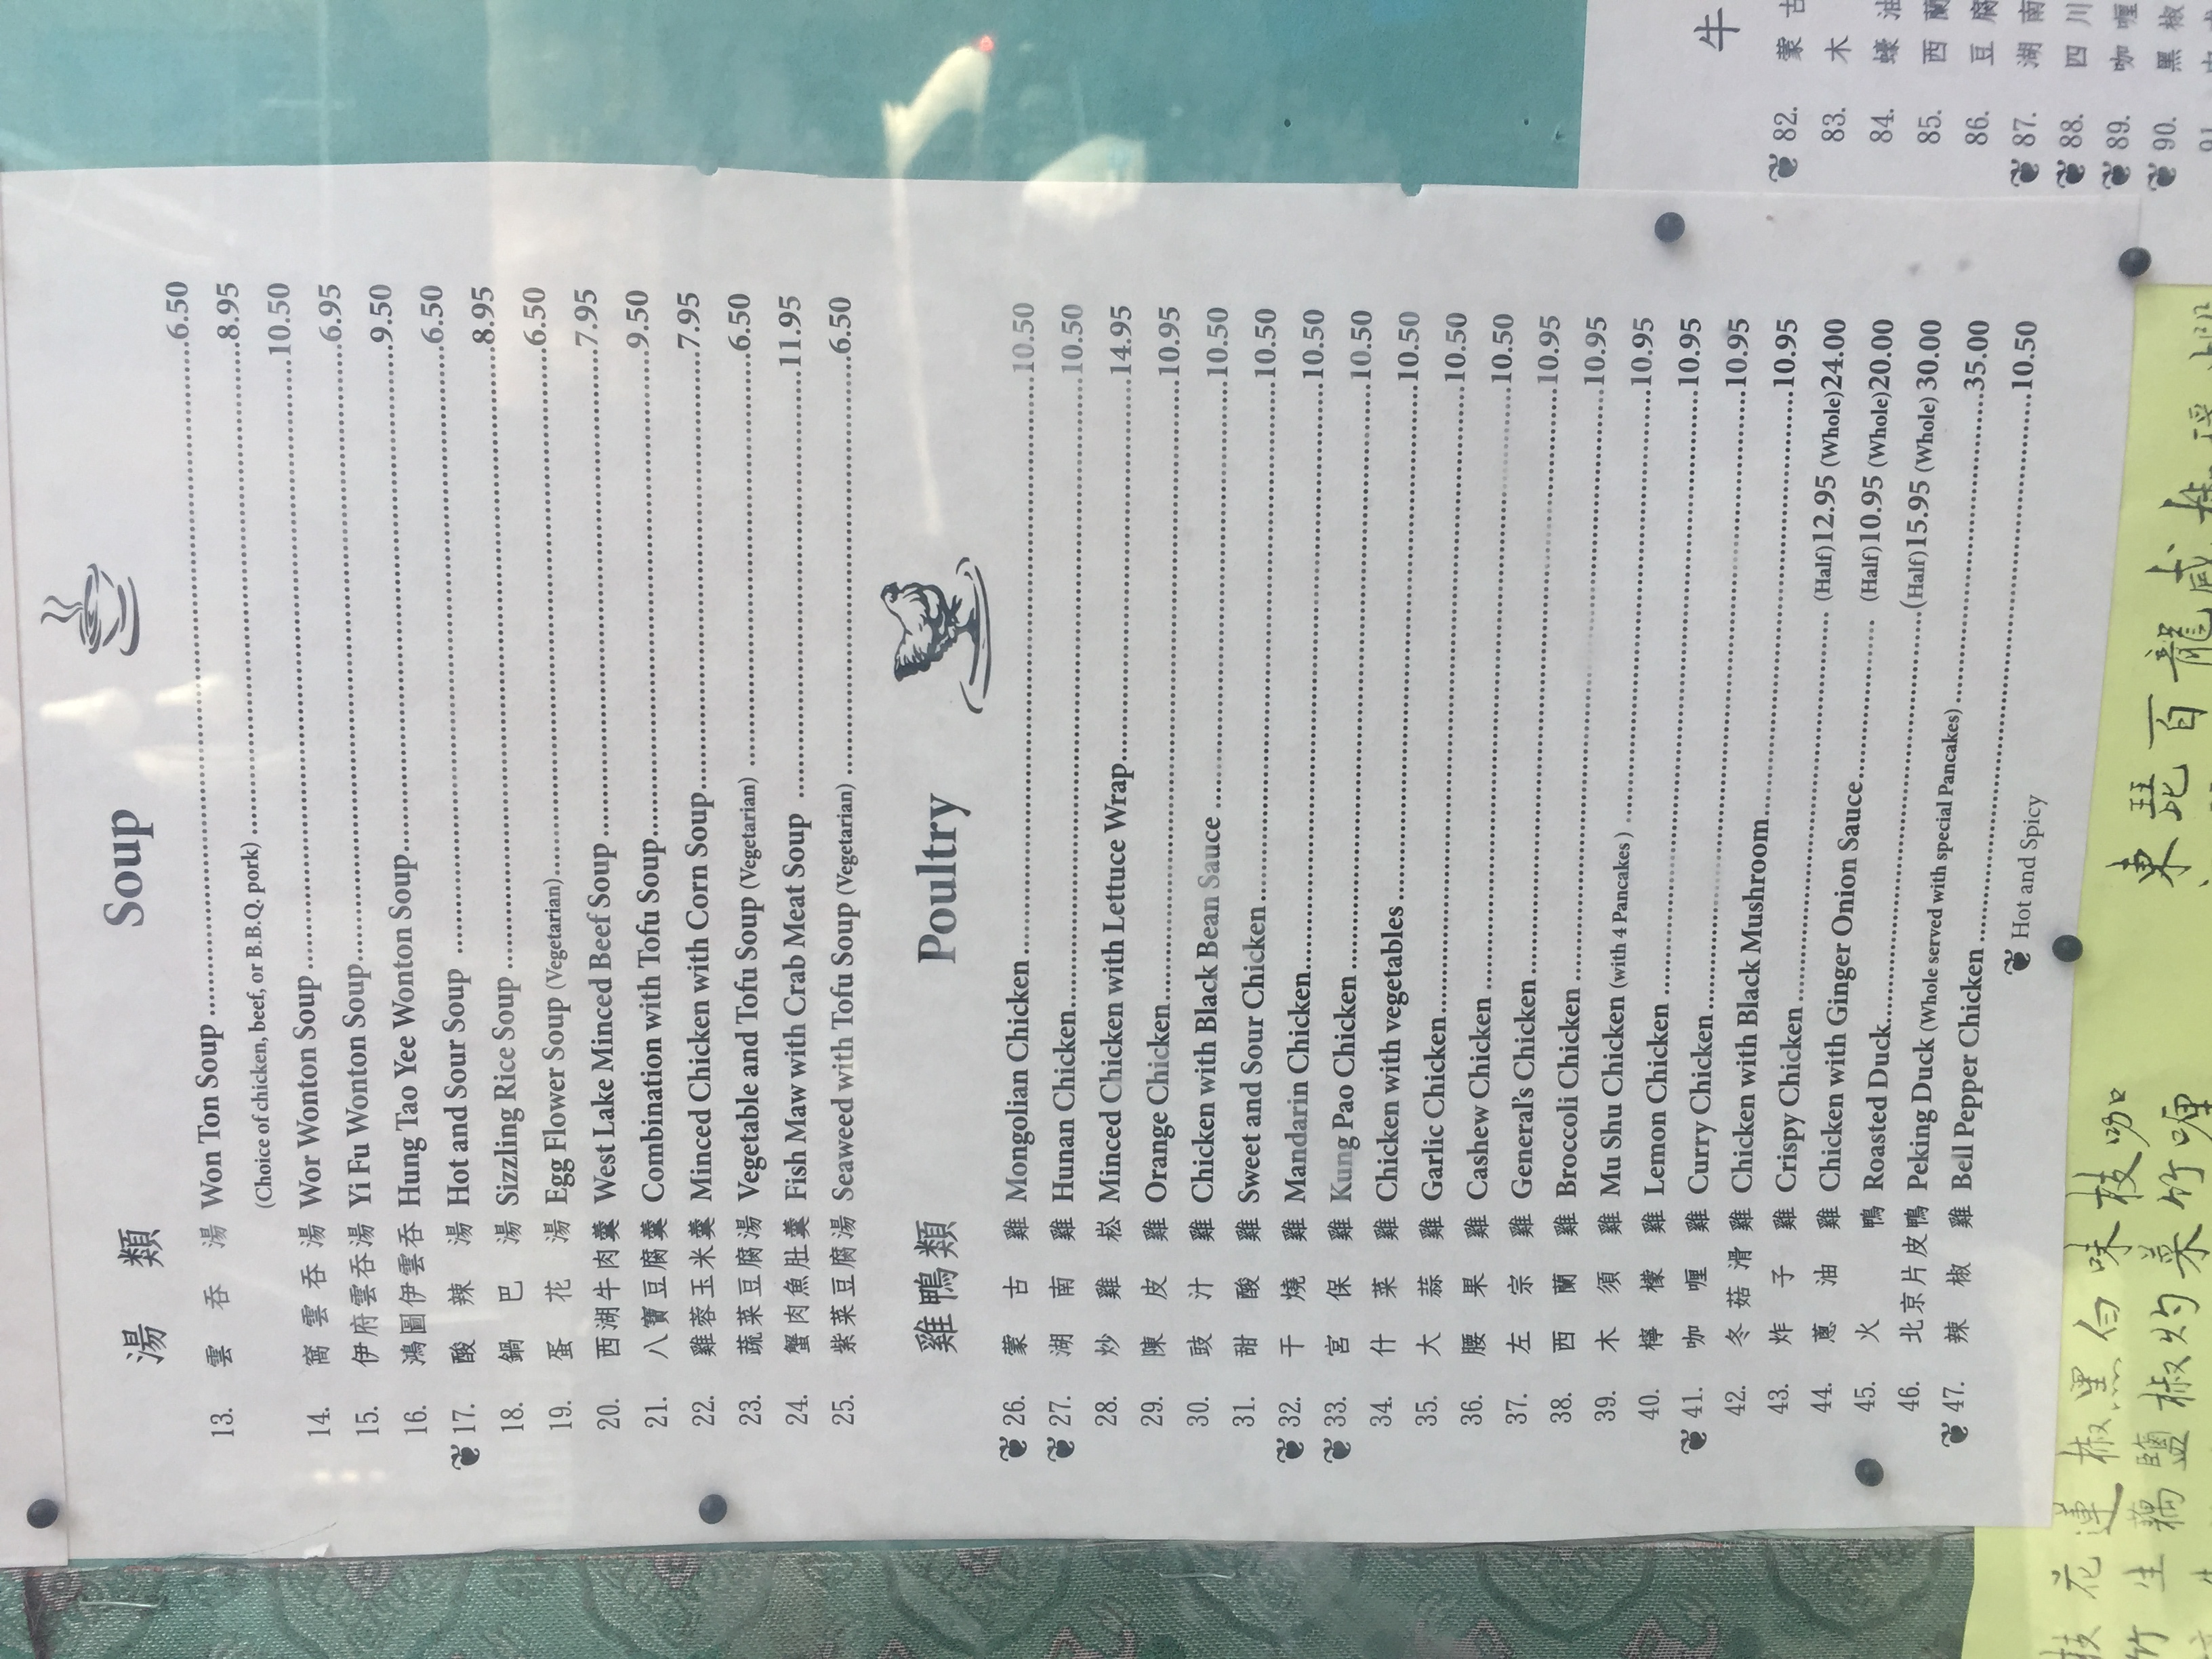 湯 類 Soup
13. 雲 吞 湯 Won Ton Soup 6.50
(Choice of chicken, beef, or B.B.Q. pork) 8.95
14. 窩雲吞湯 Wor Wonton Soup 10.50
15. 伊府雲吞湯 Yi Fu Wonton Soup 6.95
16. 鴻圖伊雲吞 Hung Tao Yee Wonton Soup 9.50
17. 酸 辣 湯 Hot and Sour Soup 6.50
18. 鍋 巴 湯 Sizzling Rice Soup 8.95
19. 蛋 花 湯 Egg Flower Soup (Vegetarian) 6.50
20. 西湖牛肉羹 West Lake Minced Beef Soup 7.95
21. 八寶豆腐羹 Combination with Tofu Soup 9.50
22. 雞蓉玉米羹 Minced Chicken with Corn Soup 7.95
23. 蔬菜豆腐湯 Vegetable and Tofu Soup (Vegetarian) 6.50
24. 蟹肉魚肚羹 Fish Maw with Crab Meat Soup 11.95
25. 紫菜豆腐湯 Seaweed with Tofu Soup (Vegetarian) 6.50
雞鴨類 Poultry
26. 蒙 古 雞 Mongolian Chicken 10.50
27. 湖 南 雞 Hunan Chicken 10.50
28. 炒 雞 崧 Minced Chicken with Lettuce Wrap 14.95
29. 陳 皮 雞 Orange Chicken 10.95
30. 豉 汁 雞 Chicken with Black Bean Sauce 10.50
31. 甜 酸 雞 Sweet and Sour Chicken 10.50
32. 干 燒 雞 Mandarin Chicken 10.50
33. 宮 保 雞 Kung Pao Chicken 10.50
34. 什 菜 雞 Chicken with vegetables 10.50
35. 大 蒜 雞 Garlic Chicken 10.50
36. 腰 果 雞 Cashew Chicken 10.50
37. 左 宗 雞 General's Chicken 10.95
38. 西 蘭 雞 Broccoli Chicken 10.95
39. 木 須 雞 Mu Shu Chicken (with 4 Pancakes ) 10.95
40. 檸 檬 雞 Lemon Chicken 10.95
41. 咖 喱 雞 Curry Chicken 10.95
42. 冬菇滑雞 Chicken with Black Mushroom 10.95
43. 炸 子 雞 Crispy Chicken (Half)12.95 (Whole)24.00
44. 蔥 油 雞 Chicken with Ginger Onion Sauce (Half)10.95 (Whole)20.00
45. 火 鴨 Roasted Duck (Half)15.95 (Whole) 30.00
46. 北京片皮鴨 Peking Duck (Whole served with special Pancakes) 35.00
47. 辣 椒 雞 Bell Pepper Chicken 10.50
Hot and Spicy
牛
82. 蒙 古
83. 木
84. 蠔 油
85. 西 蘭
86. 豆 腐
87. 湖 南
88. 四 川
89. 咖 喱
90. 黑 椒
91.
枝 花 蓮 椒 黑 白 味 枝 咖
竹 生 藕 鹽 椒 灼 菜 竹 喱
東 琵 百 龍 咸 椒